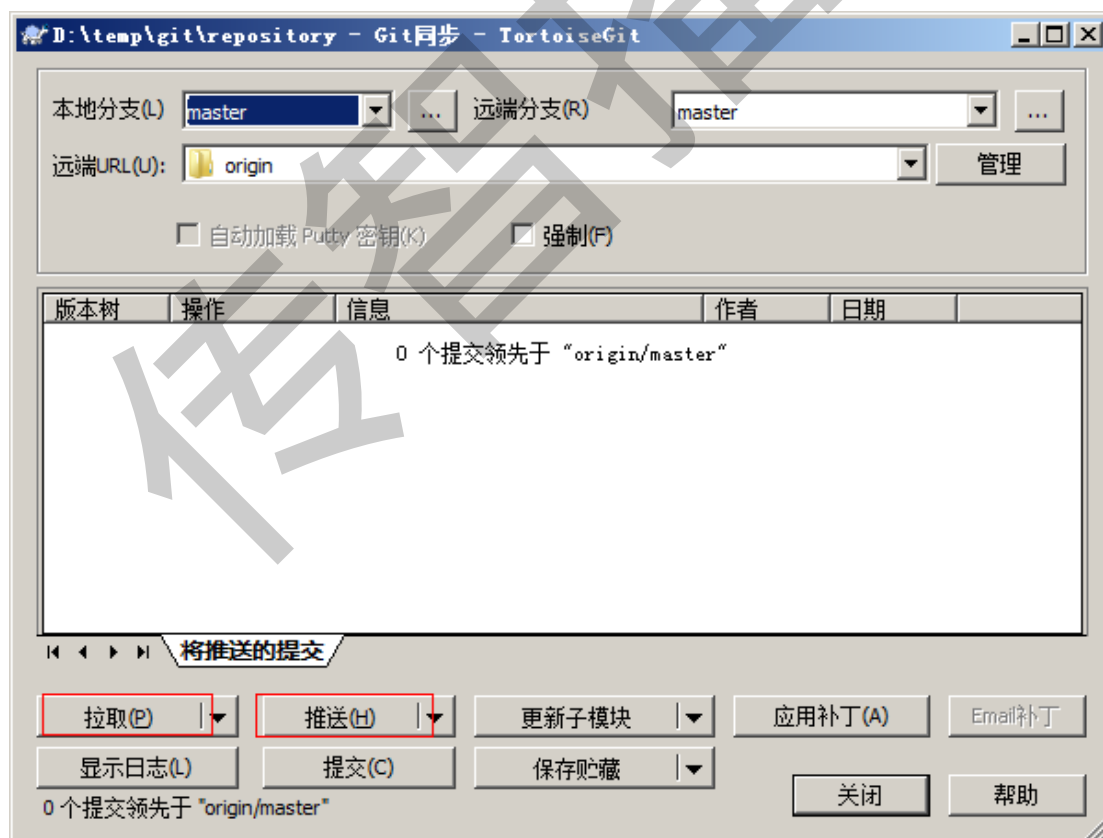 D:\temp\git\repository - Git同步 - TortoiseGit
本地分支(L) master ... 远端分支(R) master ...
远端URL(U): origin 管理
自动加载 Putty 密钥(K) 强制(F)
版本树 操作 信息 作者 日期
0 个提交领先于 "origin/master"
将推送的提交
拉取(P) 推送(H) 更新子模块 应用补丁(A) Email补丁
显示日志(L) 提交(C) 保存贮藏
关闭 帮助
0 个提交领先于 "origin/master"
传智播